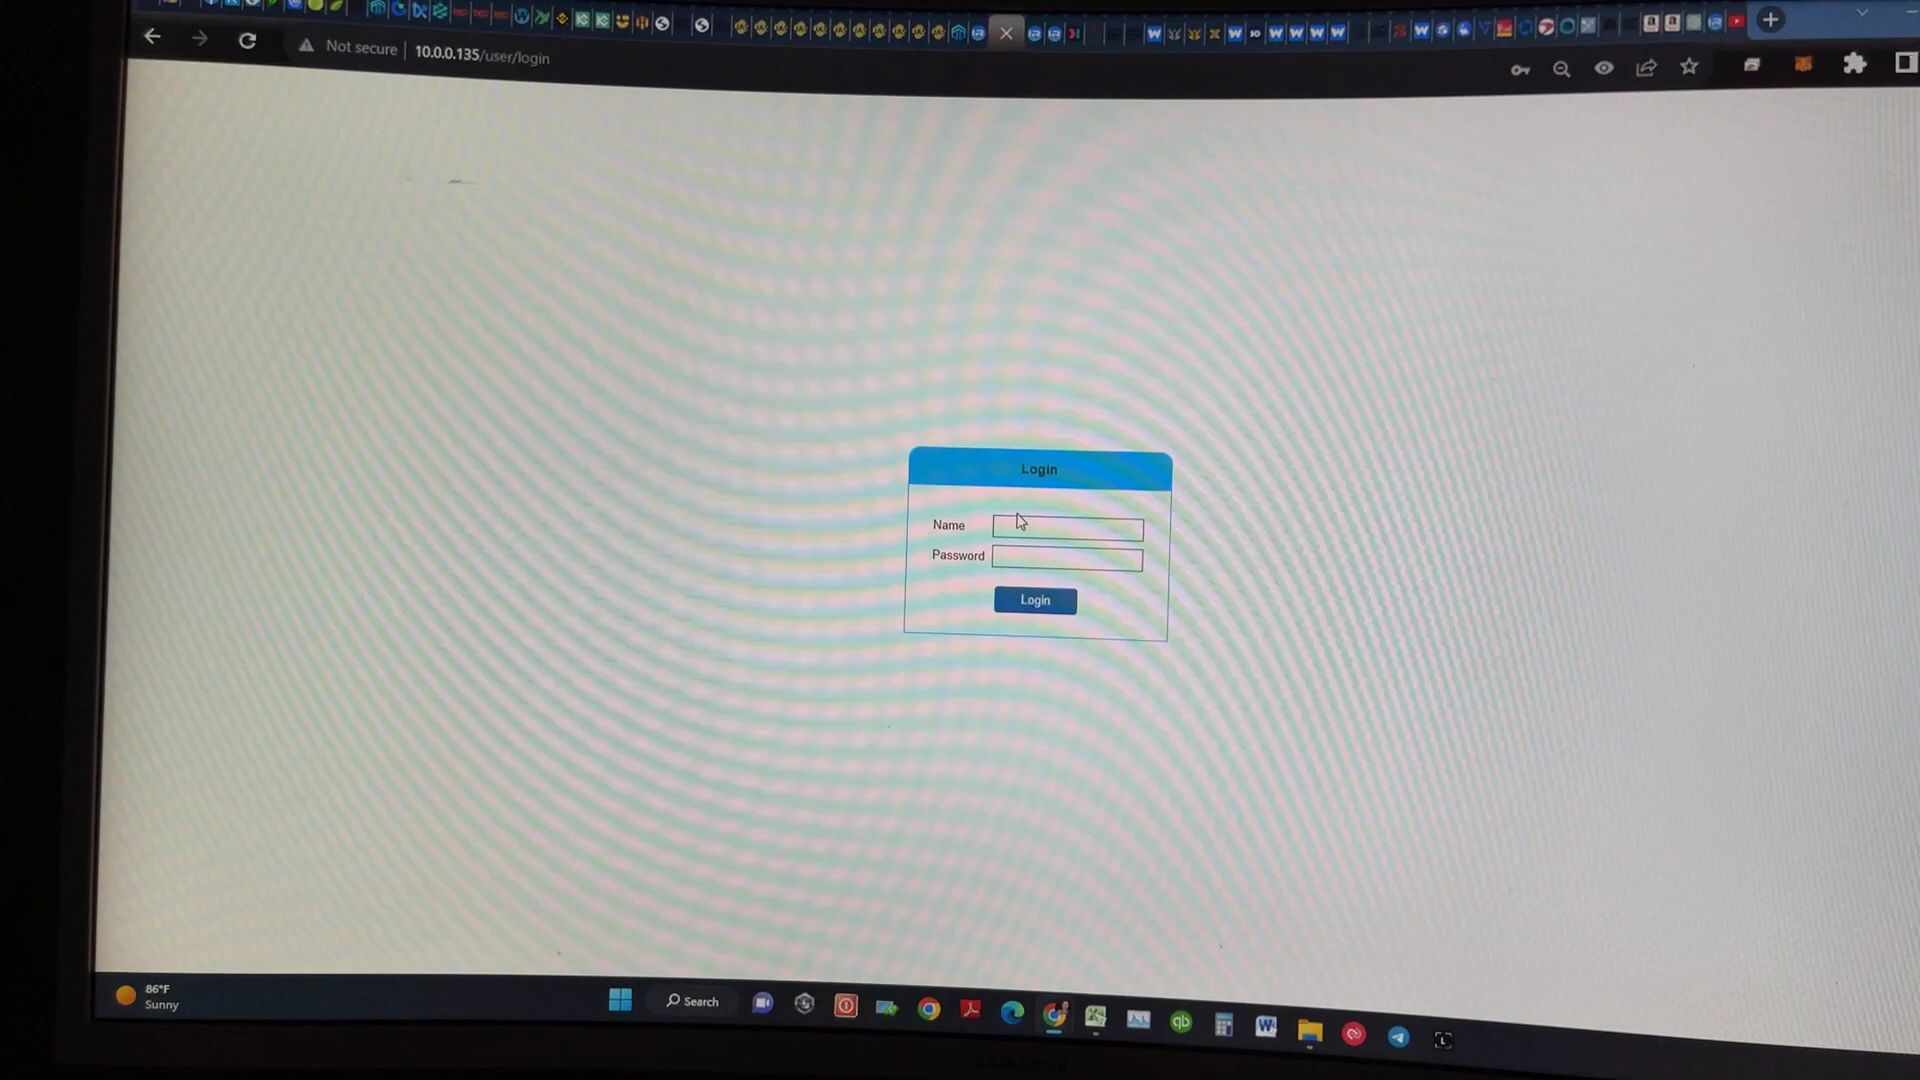 Not secure 10.0.0.135/user/login
Login
Name
Password
Login
86°F
Sunny
Search